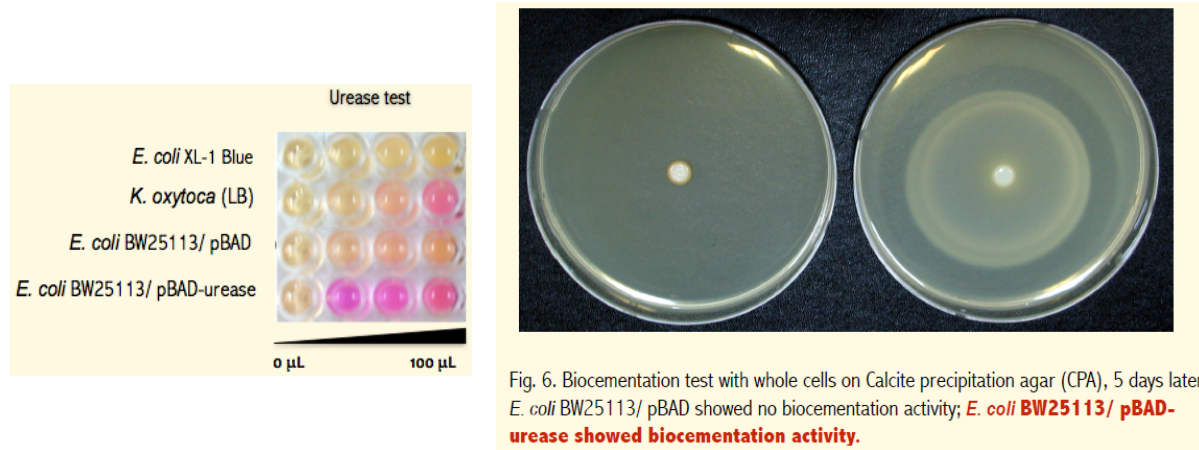 Urease test
E. coli XL-1 Blue
K. oxytoca (LB)
E. coli BW25113/ pBAD
E. coli BW25113/ pBAD-urease
0 µL
100 µL
Fig. 6. Biocementation test with whole cells on Calcite precipitation agar (CPA), 5 days later
E. coli BW25113/ pBAD showed no biocementation activity; E. coli BW25113/ pBAD-
urease showed biocementation activity.